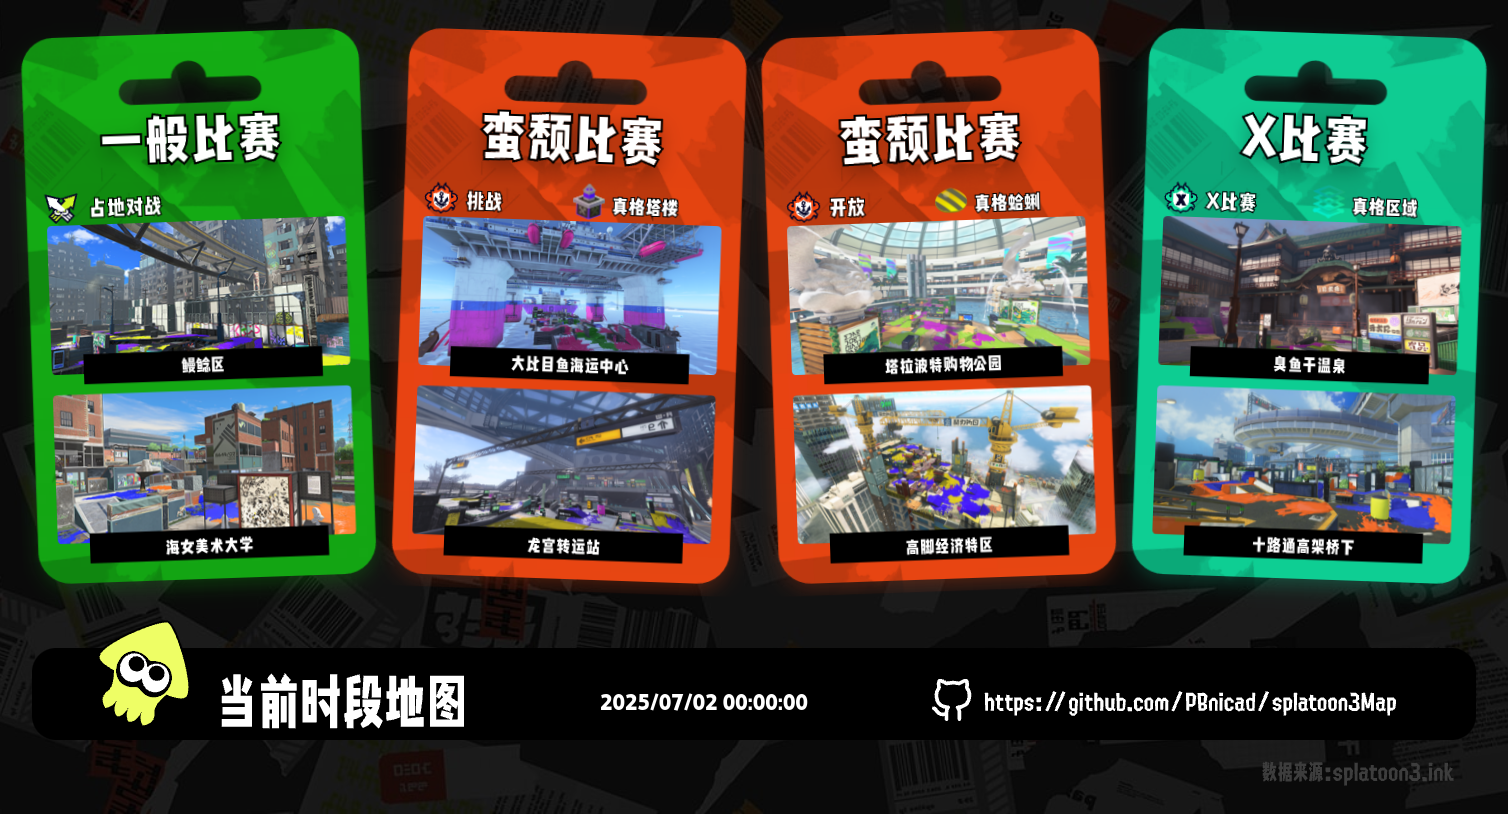 一般比赛
占地对战
鳗鲶区
海女美术大学
蛮颓比赛
挑战
真格塔楼
大比目鱼海运中心
龙宫转运站
蛮颓比赛
开放
真格蛤蜊
塔拉波特购物公园
高脚经济特区
X比赛
X比赛
真格区域
臭鱼干温泉
十路通高架桥下
当前时段地图
2025/07/02 00:00:00
https://github.com/PBnicad/splatoon3Map
数据来源:splatoon3.ink